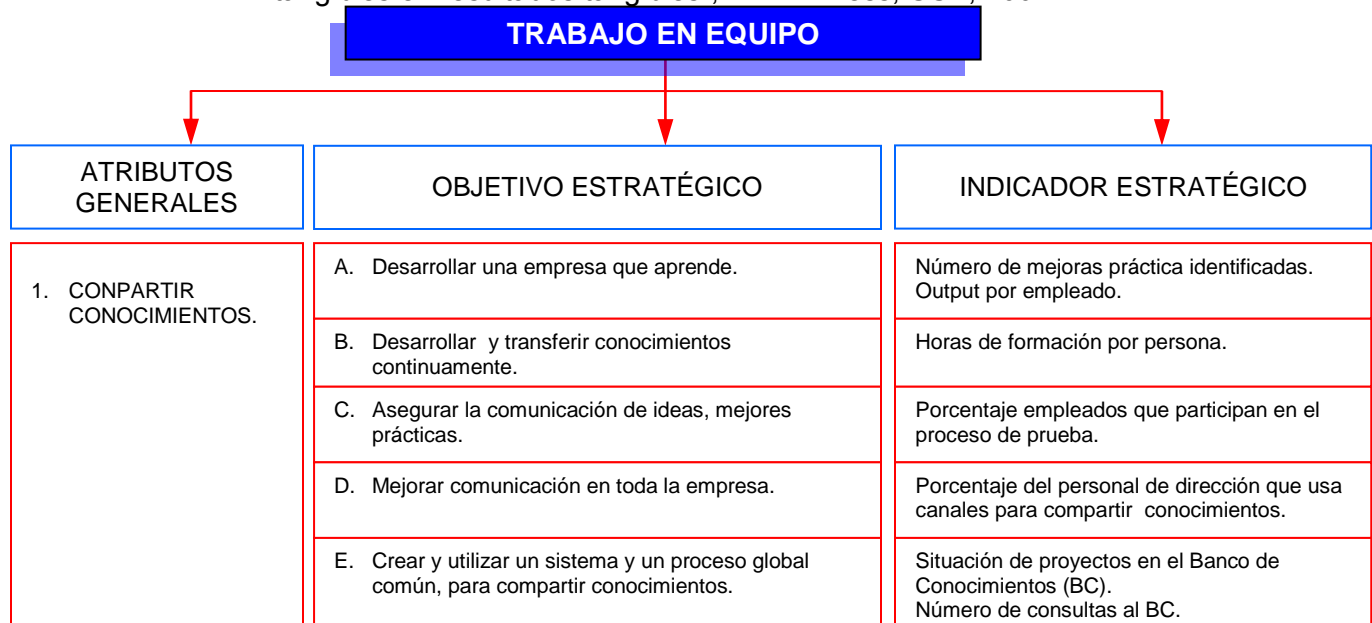 TRABAJO EN EQUIPO
ATRIBUTOS
GENERALES
OBJETIVO ESTRATÉGICO
INDICADOR ESTRATÉGICO
1. CONPARTIR
CONOCIMIENTOS.
A. Desarrollar una empresa que aprende.
Número de mejoras práctica identificadas.
Output por empleado.
B. Desarrollar y transferir conocimientos
continuamente.
Horas de formación por persona.
C. Asegurar la comunicación de ideas, mejores
prácticas.
Porcentaje empleados que participan en el
proceso de prueba.
D. Mejorar comunicación en toda la empresa.
Porcentaje del personal de dirección que usa
canales para compartir conocimientos.
E. Crear y utilizar un sistema y un proceso global
común, para compartir conocimientos.
Situación de proyectos en el Banco de
Conocimientos (BC).
Número de consultas al BC.